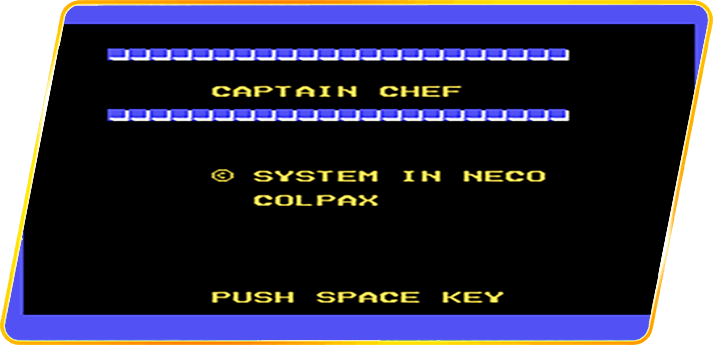 CAPTAIN CHEF
© SYSTEM IN NECO
COLPAX
PUSH SPACE KEY